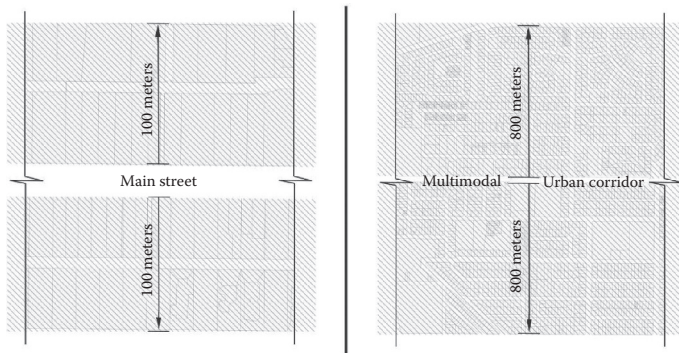 100 meters
Main street
100 meters
800 meters
Multimodal Urban corridor
800 meters